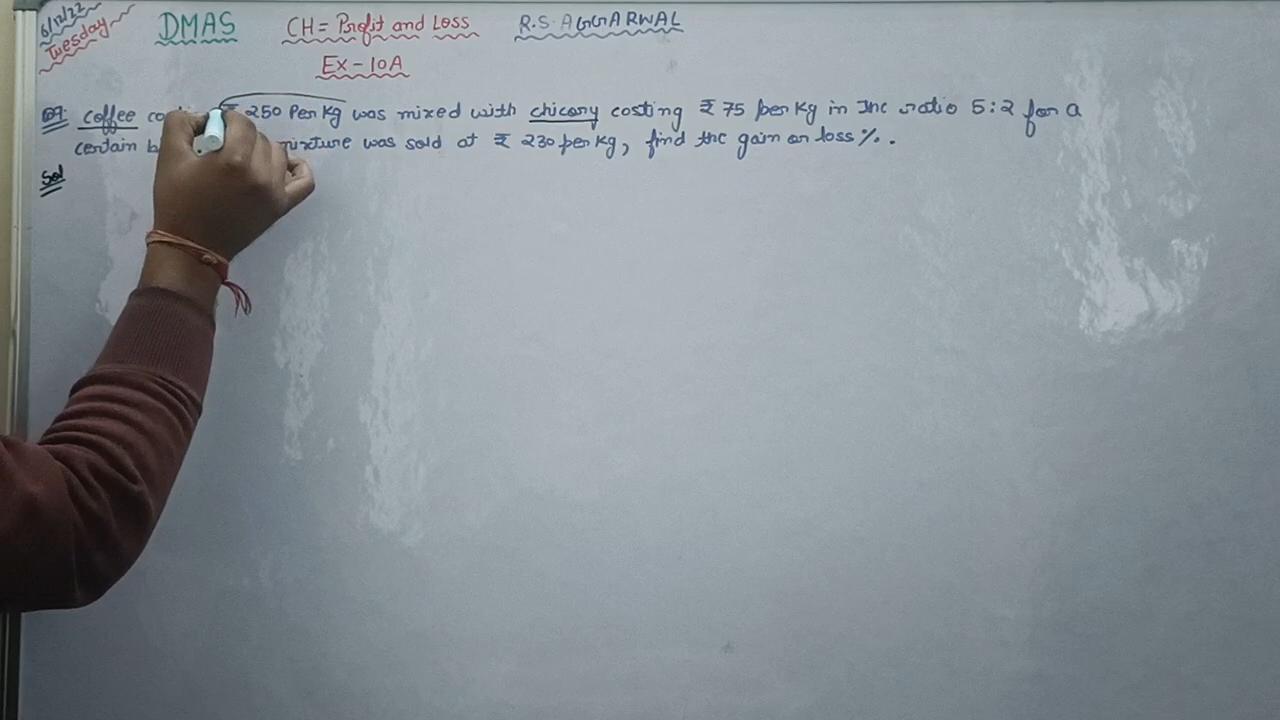 6/12/22
Tuesday
DMAS CH = Profit and Loss R.S. AGGARWAL
Ex - 10A
Q7: coffee ₹ 250 Per Kg was mixed with chicory costing ₹ 75 per Kg in the ratio 5:2 for a
certain mixture was sold at ₹ 230 per Kg, find the gain or loss %.
Sol